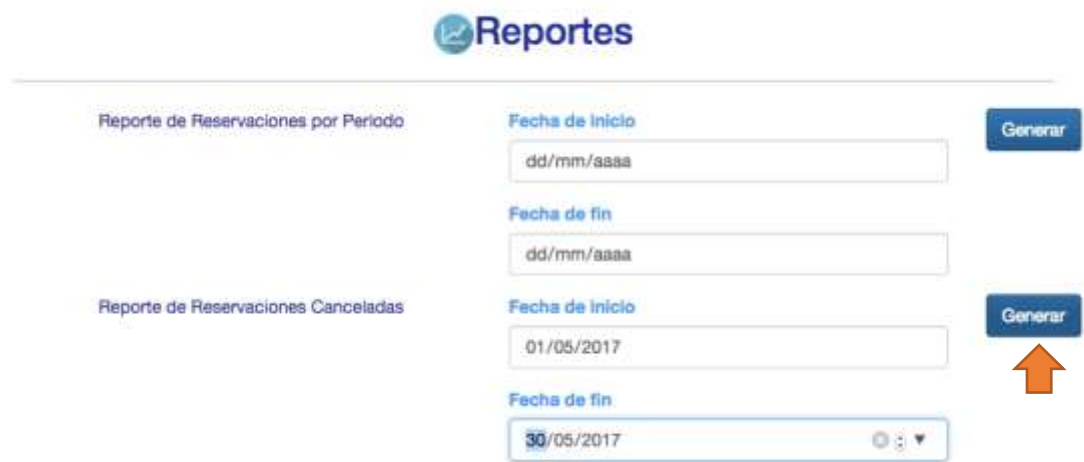 Reportes
Reporte de Reservaciones por Periodo
Fecha de inicio
Generar
dd/mm/aaaa
Fecha de fin
dd/mm/aaaa
Reporte de Reservaciones Canceladas
Fecha de inicio
Generar
01/05/2017
Fecha de fin
30/05/2017